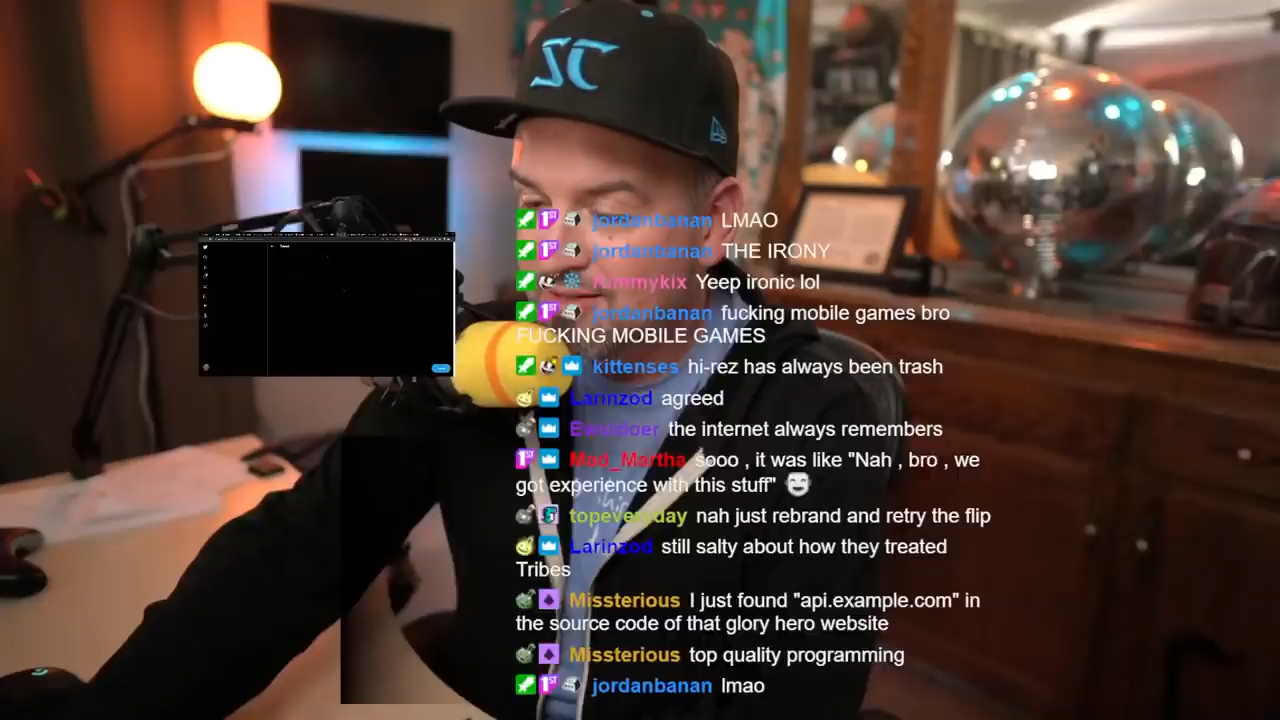 SC
jordanbanan LMAO
jordanbanan THE IRONY
Kimmykix Yeep ironic lol
jordanbanan fucking mobile games bro
FUCKING MOBILE GAMES
kittenses hi-rez has always been trash
Larinzod agreed
the internet always remembers
Mad_Martha sooo , it was like "Nah , bro , we
got experience with this stuff"
topeveryday nah just rebrand and retry the flip
Larinzod still salty about how they treated
Tribes
Missterious I just found "api.example.com" in
the source code of that glory hero website
Missterious top quality programming
jordanbanan lmao